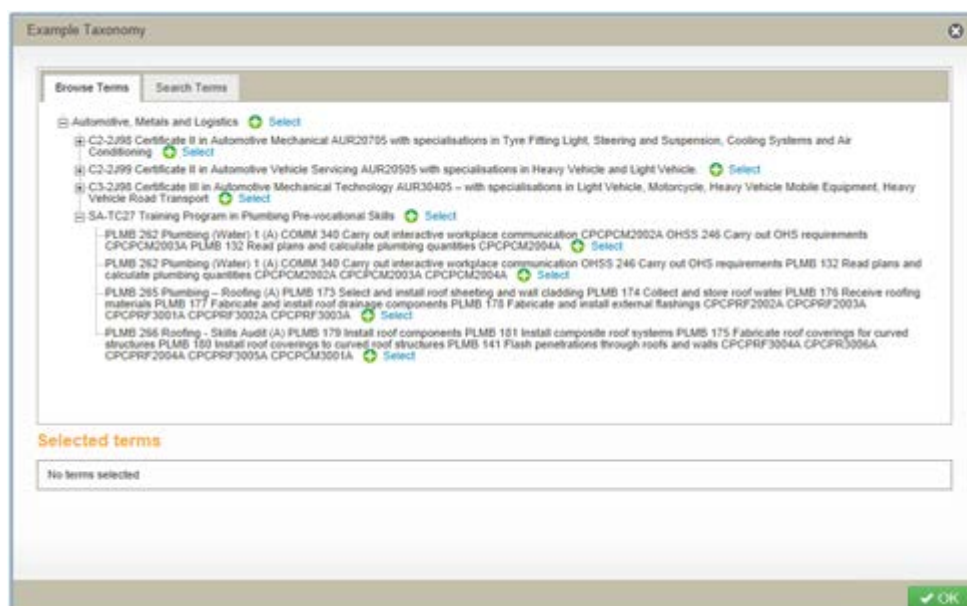 Example Taxonomy
Browse Terms
Search Terms
Automotive, Metals and Logistics Select
C2-2J98 Certificate II in Automotive Mechanical AUR20705 with specialisations in Tyre Fitting Light, Steering and Suspension, Cooling Systems and Air
Conditioning Select
C2-2J99 Certificate II in Automotive Vehicle Servicing AUR20505 with specialisations in Heavy Vehicle and Light Vehicle. Select
C3-2J98 Certificate III in Automotive Mechanical Technology AUR30405 – with specialisations in Light Vehicle, Motorcycle, Heavy Vehicle Mobile Equipment, Heavy
Vehicle Road Transport Select
SA-TC27 Training Program in Plumbing Pre-vocational Skills Select
PLMB 262 Plumbing (Water) 1 (A) COMM 340 Carry out interactive workplace communication CPCPCM2002A OHSS 246 Carry out OHS requirements
CPCPCM2003A PLMB 132 Read plans and calculate plumbing quantities CPCPCM2004A Select
PLMB 262 Plumbing (Water) 1 (A) COMM 340 Carry out interactive workplace communication OHSS 246 Carry out OHS requirements PLMB 132 Read plans and
calculate plumbing quantities CPCPCM2002A CPCPCM2003A CPCPCM2004A Select
PLMB 265 Plumbing – Roofing (A) PLMB 173 Select and install roof sheeting and wall cladding PLMB 174 Collect and store roof water PLMB 176 Receive roofing
materials PLMB 177 Fabricate and install roof drainage components PLMB 178 Fabricate and install external flashings CPCPRF2002A CPCPRF2003A
CPCPRF3001A CPCPRF3002A CPCPRF3003A Select
PLMB 266 Roofing - Skills Audit (A) PLMB 179 Install roof components PLMB 181 Install composite roof systems PLMB 175 Fabricate roof coverings for curved
structures PLMB 180 Install roof coverings to curved roof structures PLMB 141 Flash penetrations through roofs and walls CPCPRF3004A CPCPR3006A
CPCPRF2004A CPCPRF3005A CPCPCM3001A Select
Selected terms
No terms selected
OK